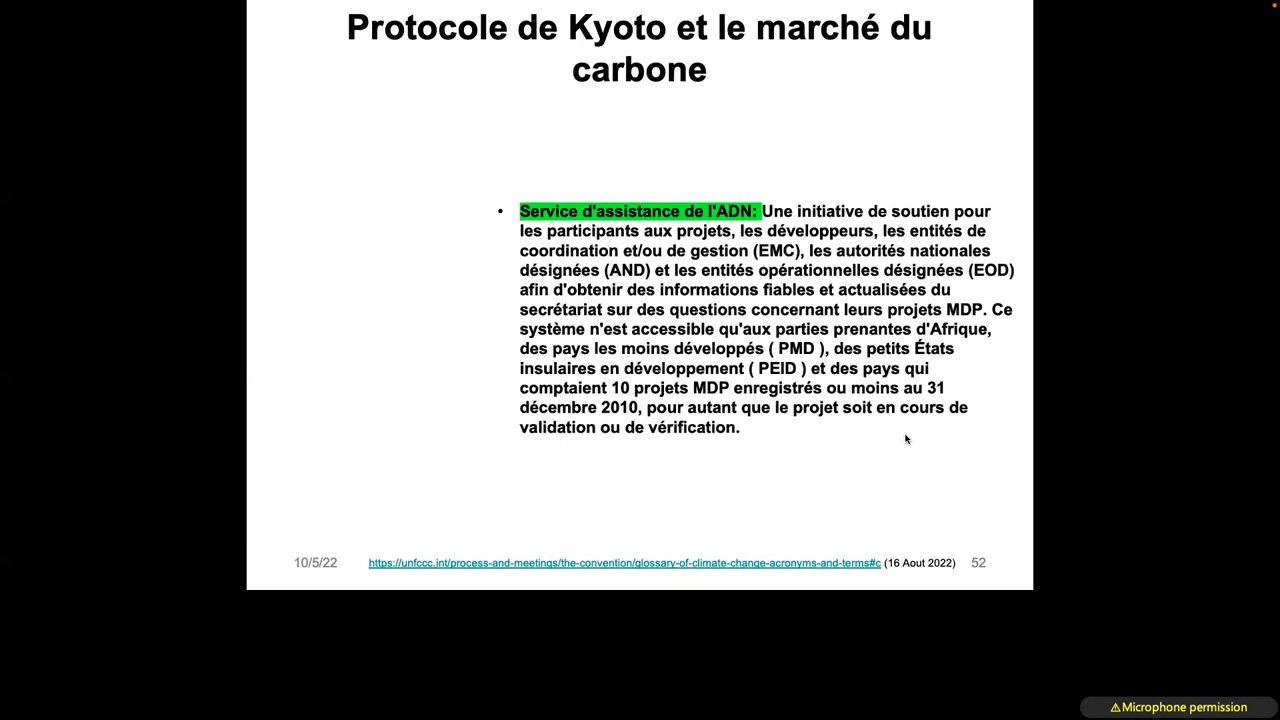 Protocole de Kyoto et le marché du
carbone
• Service d'assistance de l'ADN: Une initiative de soutien pour
les participants aux projets, les développeurs, les entités de
coordination et/ou de gestion (EMC), les autorités nationales
désignées (AND) et les entités opérationnelles désignées (EOD)
afin d'obtenir des informations fiables et actualisées du
secrétariat sur des questions concernant leurs projets MDP. Ce
système n'est accessible qu'aux parties prenantes d'Afrique,
des pays les moins développés ( PMD ), des petits États
insulaires en développement ( PEID ) et des pays qui
comptaient 10 projets MDP enregistrés ou moins au 31
décembre 2010, pour autant que le projet soit en cours de
validation ou de vérification.
10/5/22 https://unfccc.int/process-and-meetings/the-convention/glossary-of-climate-change-acronyms-and-terms#c (16 Aout 2022) 52
⚠Microphone permission